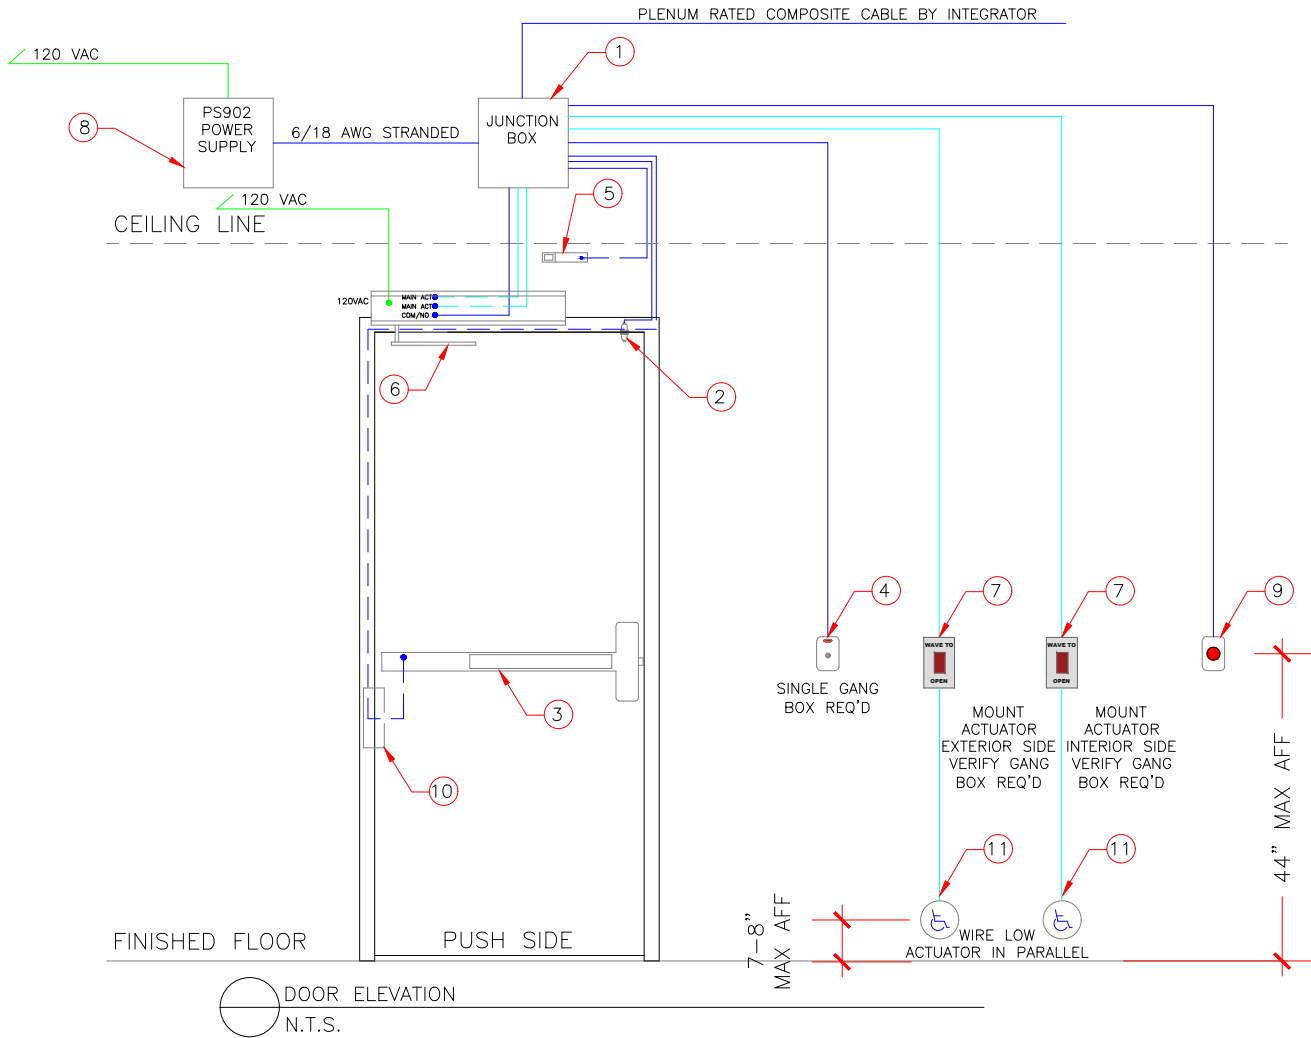 PLENUM RATED COMPOSITE CABLE BY INTEGRATOR
120 VAC
1
PS902
POWER
SUPPLY
8
6/18 AWG STRANDED
JUNCTION
BOX
120 VAC
5
CEILING LINE
120VAC
MAIN ACT
MAIN ACT
COM/NO
6
2
4
7
7
9
WAVE TO
OPEN
WAVE TO
OPEN
SINGLE GANG
BOX REQ'D
3
MOUNT
ACTUATOR
EXTERIOR SIDE
VERIFY GANG
BOX REQ'D
MOUNT
ACTUATOR
INTERIOR SIDE
VERIFY GANG
BOX REQ'D
10
44" MAX AFF
11
11
7-8"
MAX AFF
WIRE LOW
ACTUATOR IN PARALLEL
FINISHED FLOOR
PUSH SIDE
DOOR ELEVATION
N.T.S.